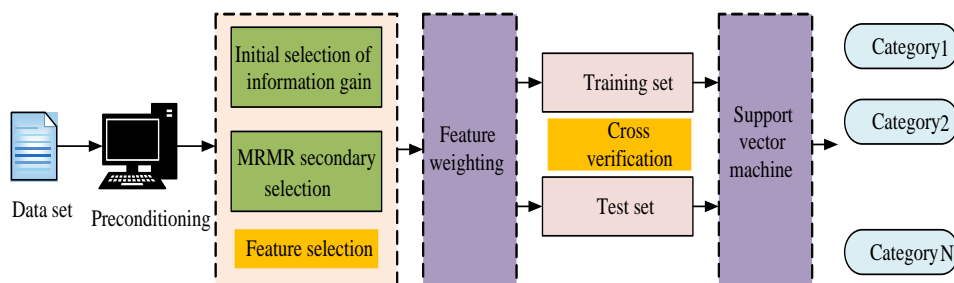 Data set
Preconditioning
Initial selection of
information gain
MRMR secondary
selection
Feature selection
Feature
weighting
Training set
Cross
verification
Test set
Support
vector
machine
Category1
Category2
CategoryN